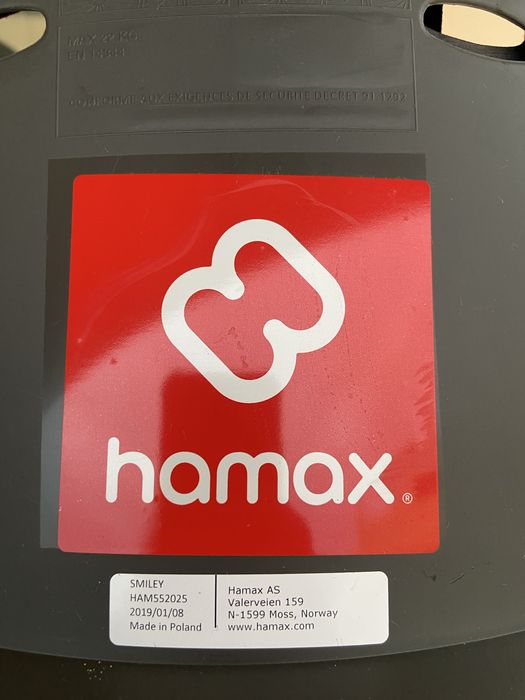 MAX 22 KG
EN 14344
CONFORME AUX EXIGENCES DE SECURITE DECRET 91-1292
hamax®
SMILEY
HAM552025
2019/01/08
Made in Poland
Hamax AS
Valerveien 159
N-1599 Moss, Norway
www.hamax.com